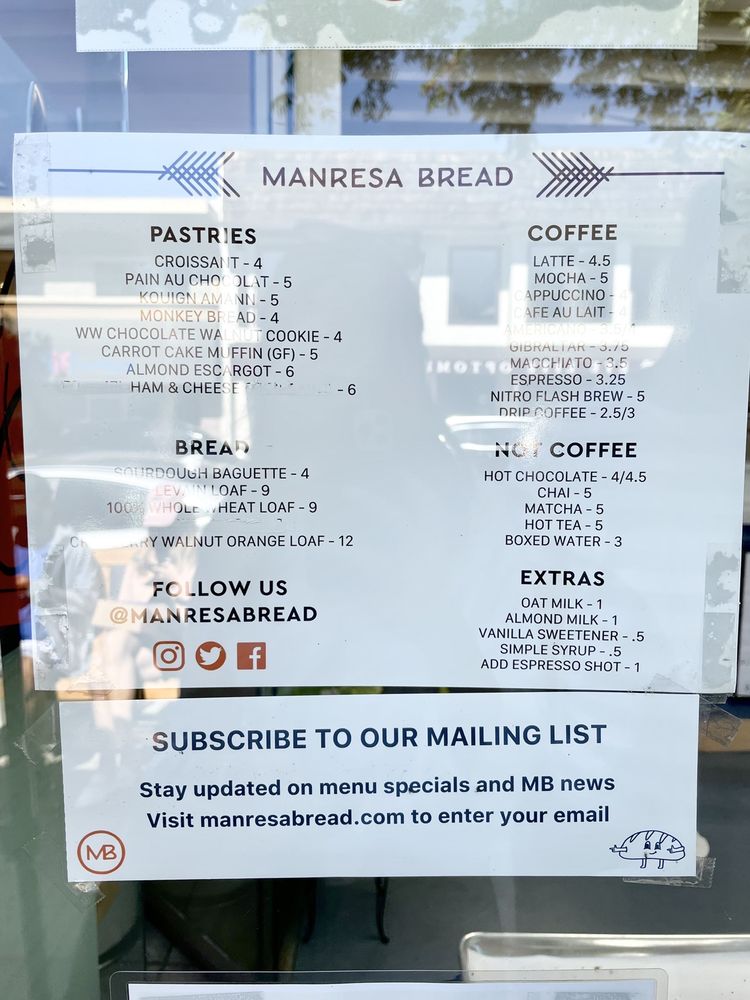 MANRESA BREAD
PASTRIES
CROISSANT - 4
PAIN AU CHOCOLAT - 5
KOUIGN AMANN - 5
MONKEY BREAD - 4
WW CHOCOLATE WALNUT COOKIE - 4
CARROT CAKE MUFFIN (GF) - 5
ALMOND ESCARGOT - 6
HAM & CHEESE - 6
BREAD
SOURDOUGH BAGUETTE - 4
LEVAIN LOAF - 9
100% WHOLE WHEAT LOAF - 9
WALNUT ORANGE LOAF - 12
FOLLOW US
@MANRESABREAD
COFFEE
LATTE - 4.5
MOCHA - 5
CAPPUCCINO - 4
CAFE AU LAIT - 4
AMERICANO - 3.5/4
GIBRALTAR - 3.75
MACCHIATO - 3.5
ESPRESSO - 3.25
NITRO FLASH BREW - 5
DRIP COFFEE - 2.5/3
NOT COFFEE
HOT CHOCOLATE - 4/4.5
CHAI - 5
MATCHA - 5
HOT TEA - 5
BOXED WATER - 3
EXTRAS
OAT MILK - 1
ALMOND MILK - 1
VANILLA SWEETENER - .5
SIMPLE SYRUP - .5
ADD ESPRESSO SHOT - 1
SUBSCRIBE TO OUR MAILING LIST
Stay updated on menu specials and MB news
Visit manresabread.com to enter your email
MB